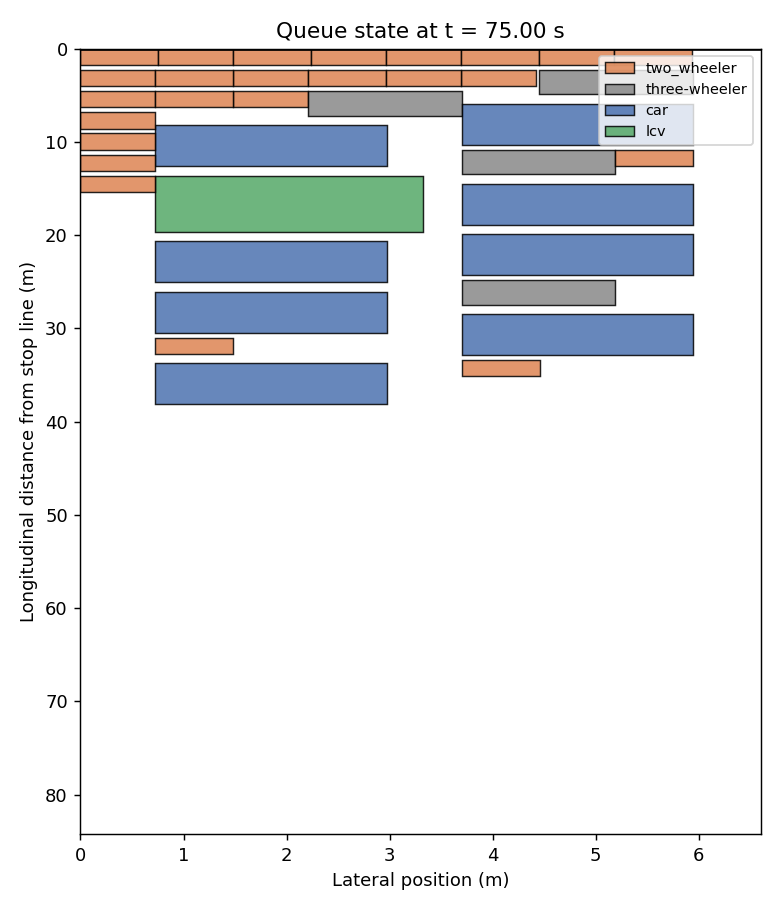 Queue state at t = 75.00 s
two_wheeler
three-wheeler
car
lcv
Longitudinal distance from stop line (m)
0
10
20
30
40
50
60
70
80
0 1 2 3 4 5 6
Lateral position (m)